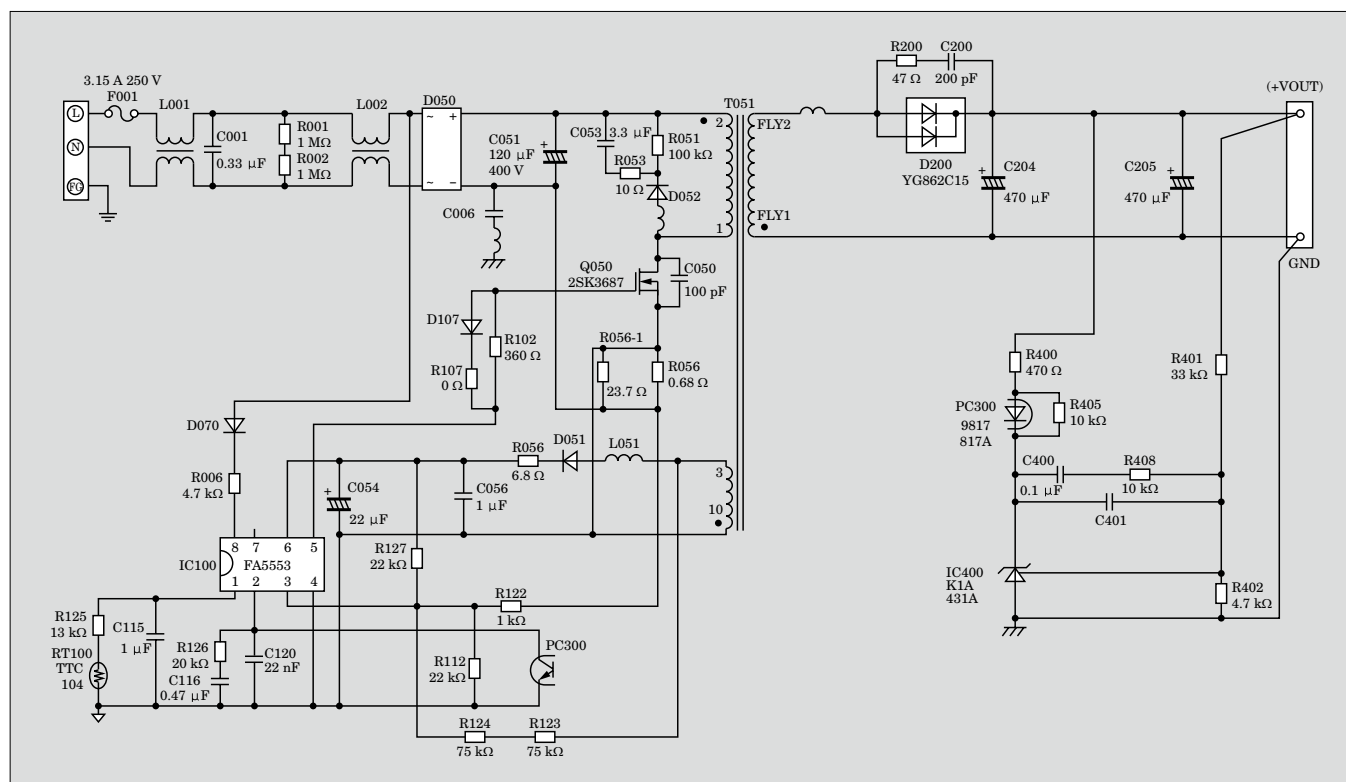 3.15 A 250 V
F001
L
N
FG
L001
C001
0.33 μF
R001
1 MΩ
R002
1 MΩ
L002
D050
~
+
~
−
C006
C051
120 μF
400 V
+
C053
3.3 μF
R053
10 Ω
R051
100 kΩ
D052
T051
2
1
FLY2
FLY1
R200
47 Ω
C200
200 pF
D200
YG862C15
+
C204
470 μF
+
C205
470 μF
(+VOUT)
GND
Q050
2SK3687
C050
100 pF
D107
R102
360 Ω
R107
0 Ω
R056-1
23.7 Ω
R056
0.68 Ω
D070
R006
4.7 kΩ
+
C054
22 μF
C056
1 μF
R056
6.8 Ω
D051
L051
3
10
R127
22 kΩ
IC100
8
7
6
5
FA5553
1
2
3
4
R125
13 kΩ
RT100
TTC
104
C115
1 μF
R126
20 kΩ
C116
0.47 μF
C120
22 nF
R122
1 kΩ
R112
22 kΩ
PC300
R124
75 kΩ
R123
75 kΩ
R400
470 Ω
PC300
9817
817A
R405
10 kΩ
R401
33 kΩ
C400
0.1 μF
R408
10 kΩ
C401
IC400
K1A
431A
R402
4.7 kΩ